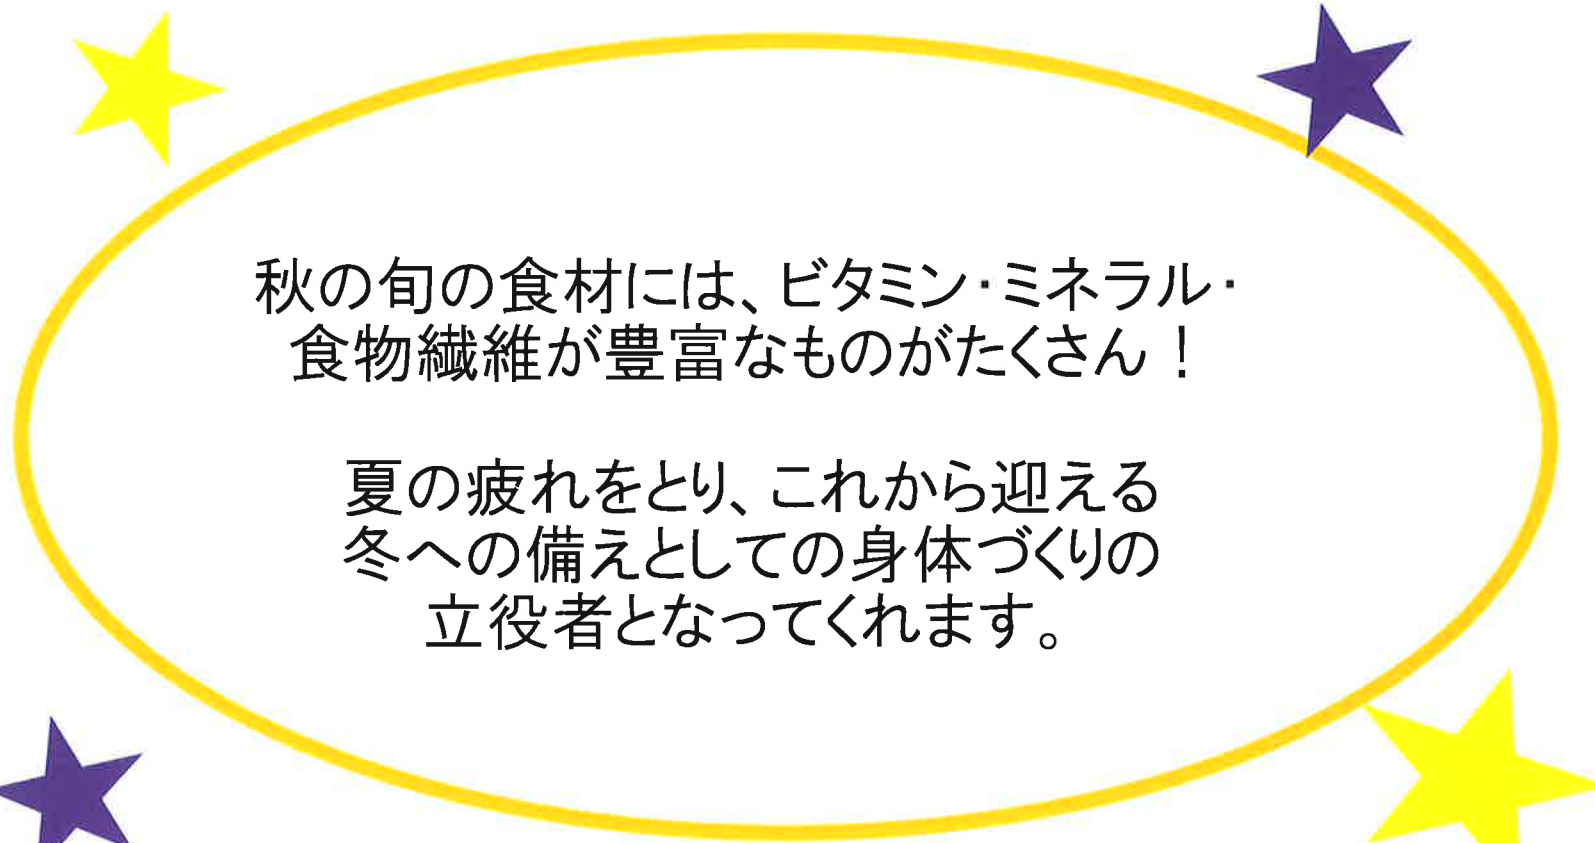 秋の旬の食材には、ビタミン・ミネラル・
食物繊維が豊富なものがたくさん！
夏の疲れをとり、これから迎える
冬への備えとしての身体づくりの
立役者となってくれます。